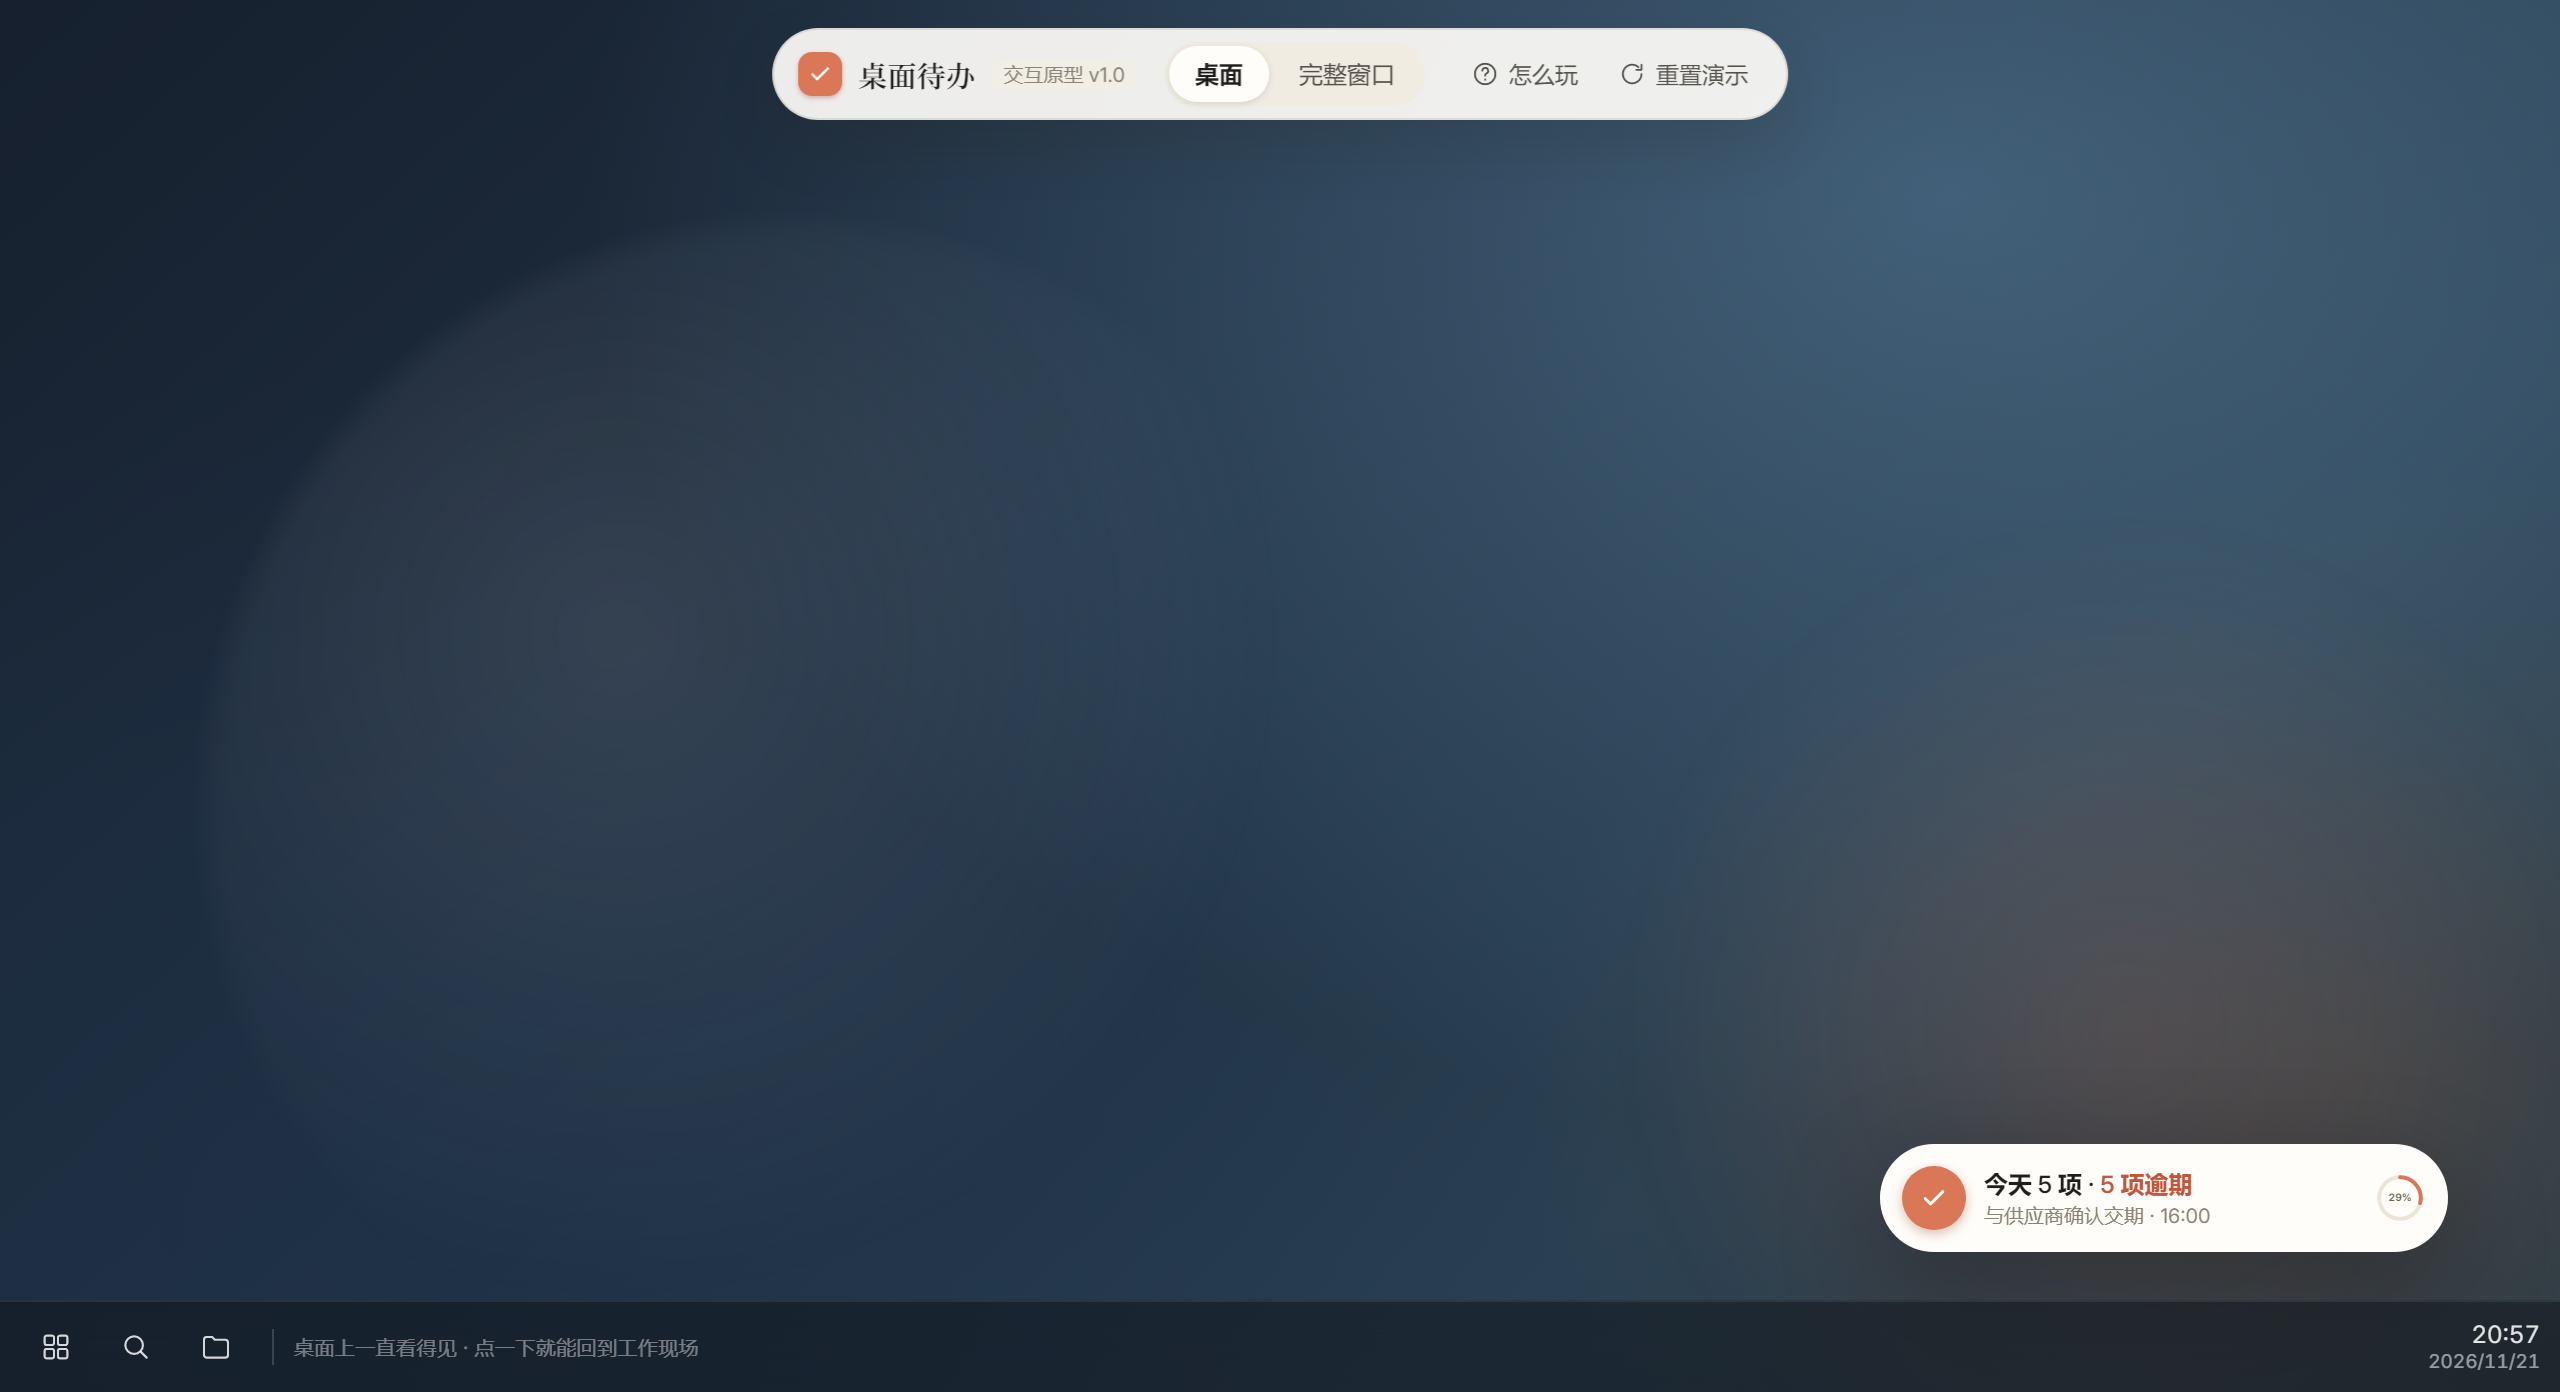 桌面待办 交互原型 v1.0 桌面 完整窗口 怎么玩 重置演示
今天 5 项 · 5 项逾期
与供应商确认交期 · 16:00
29%
桌面上一直看得见 · 点一下就能回到工作现场
20:57
2026/11/21